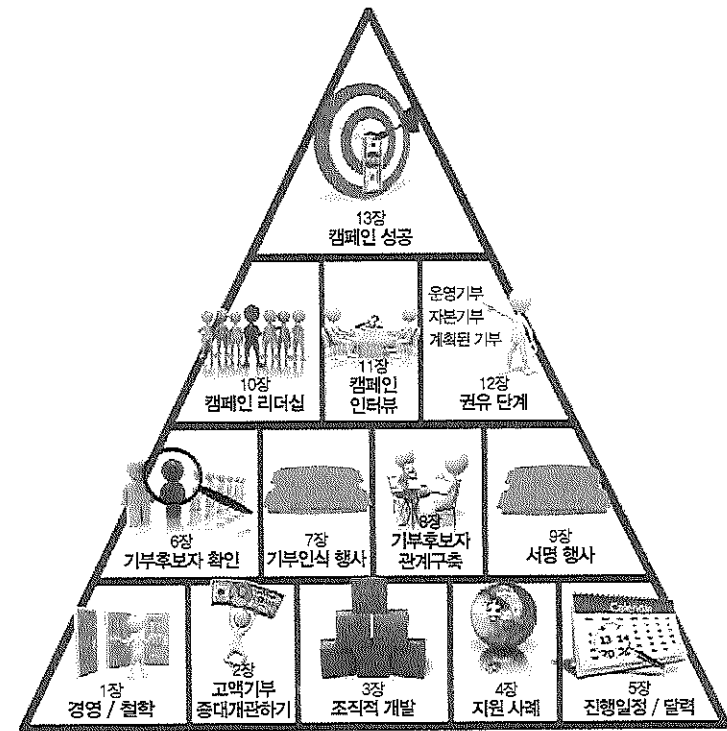 13장
캠페인 성공
운영기부
자본기부
계획된 기부
10장
캠페인 리더십
11장
캠페인
인터뷰
12장
권유 단계
6장
기부후보자 확인
7장
기부인식 행사
8장
기부후보자
관계구축
9장
서명 행사
1장
경영 / 철학
2장
고액기부
증대개관하기
3장
조직적 개발
4장
지원 사례
Calendar
13 14
5장
진행일정 / 달력